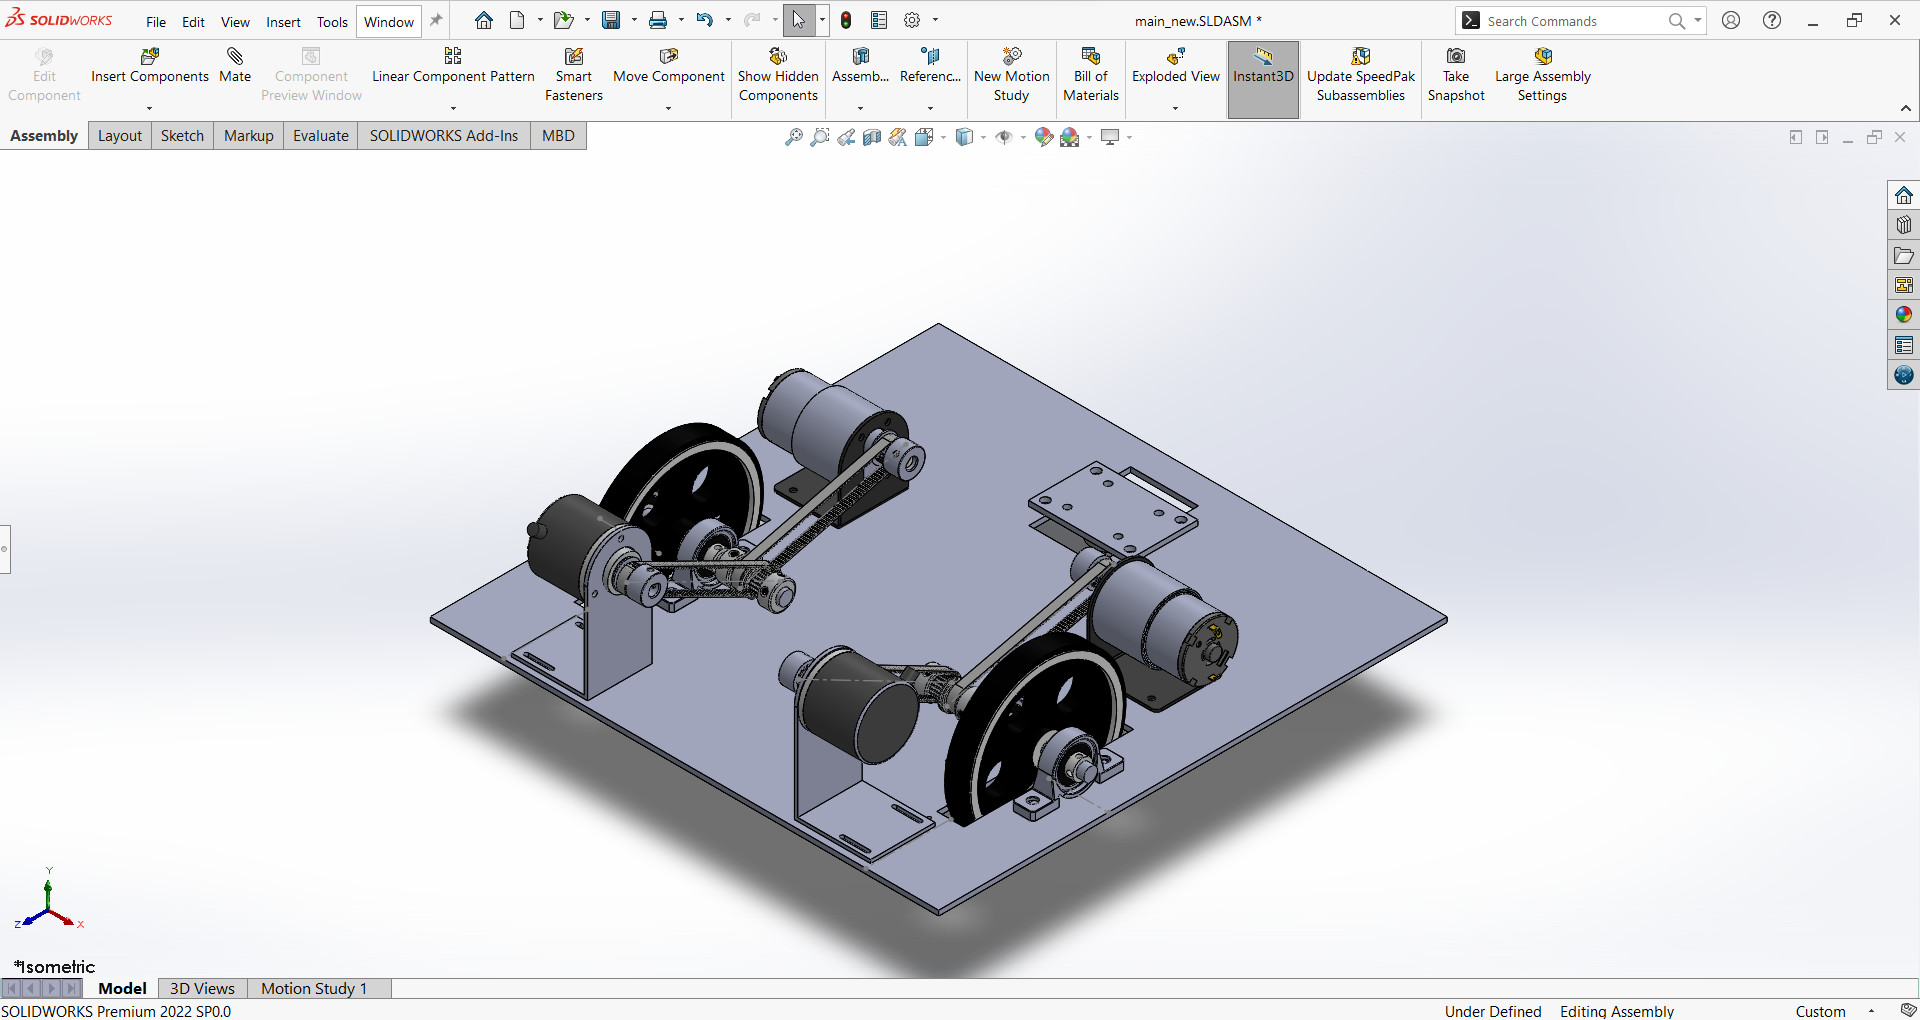 SOLIDWORKS File Edit View Insert Tools Window main_new.SLDASM * Search Commands
Edit Component
Insert Components
Mate
Component Preview Window
Linear Component Pattern
Smart Fasteners
Move Component
Show Hidden Components
Assemb...
Referenc...
New Motion Study
Bill of Materials
Exploded View
Instant3D
Update SpeedPak Subassemblies
Take Snapshot
Large Assembly Settings
Assembly Layout Sketch Markup Evaluate SOLIDWORKS Add-Ins MBD
Y
Z X
*Isometric
Model 3D Views Motion Study 1
SOLIDWORKS Premium 2022 SP0.0 Under Defined Editing Assembly Custom